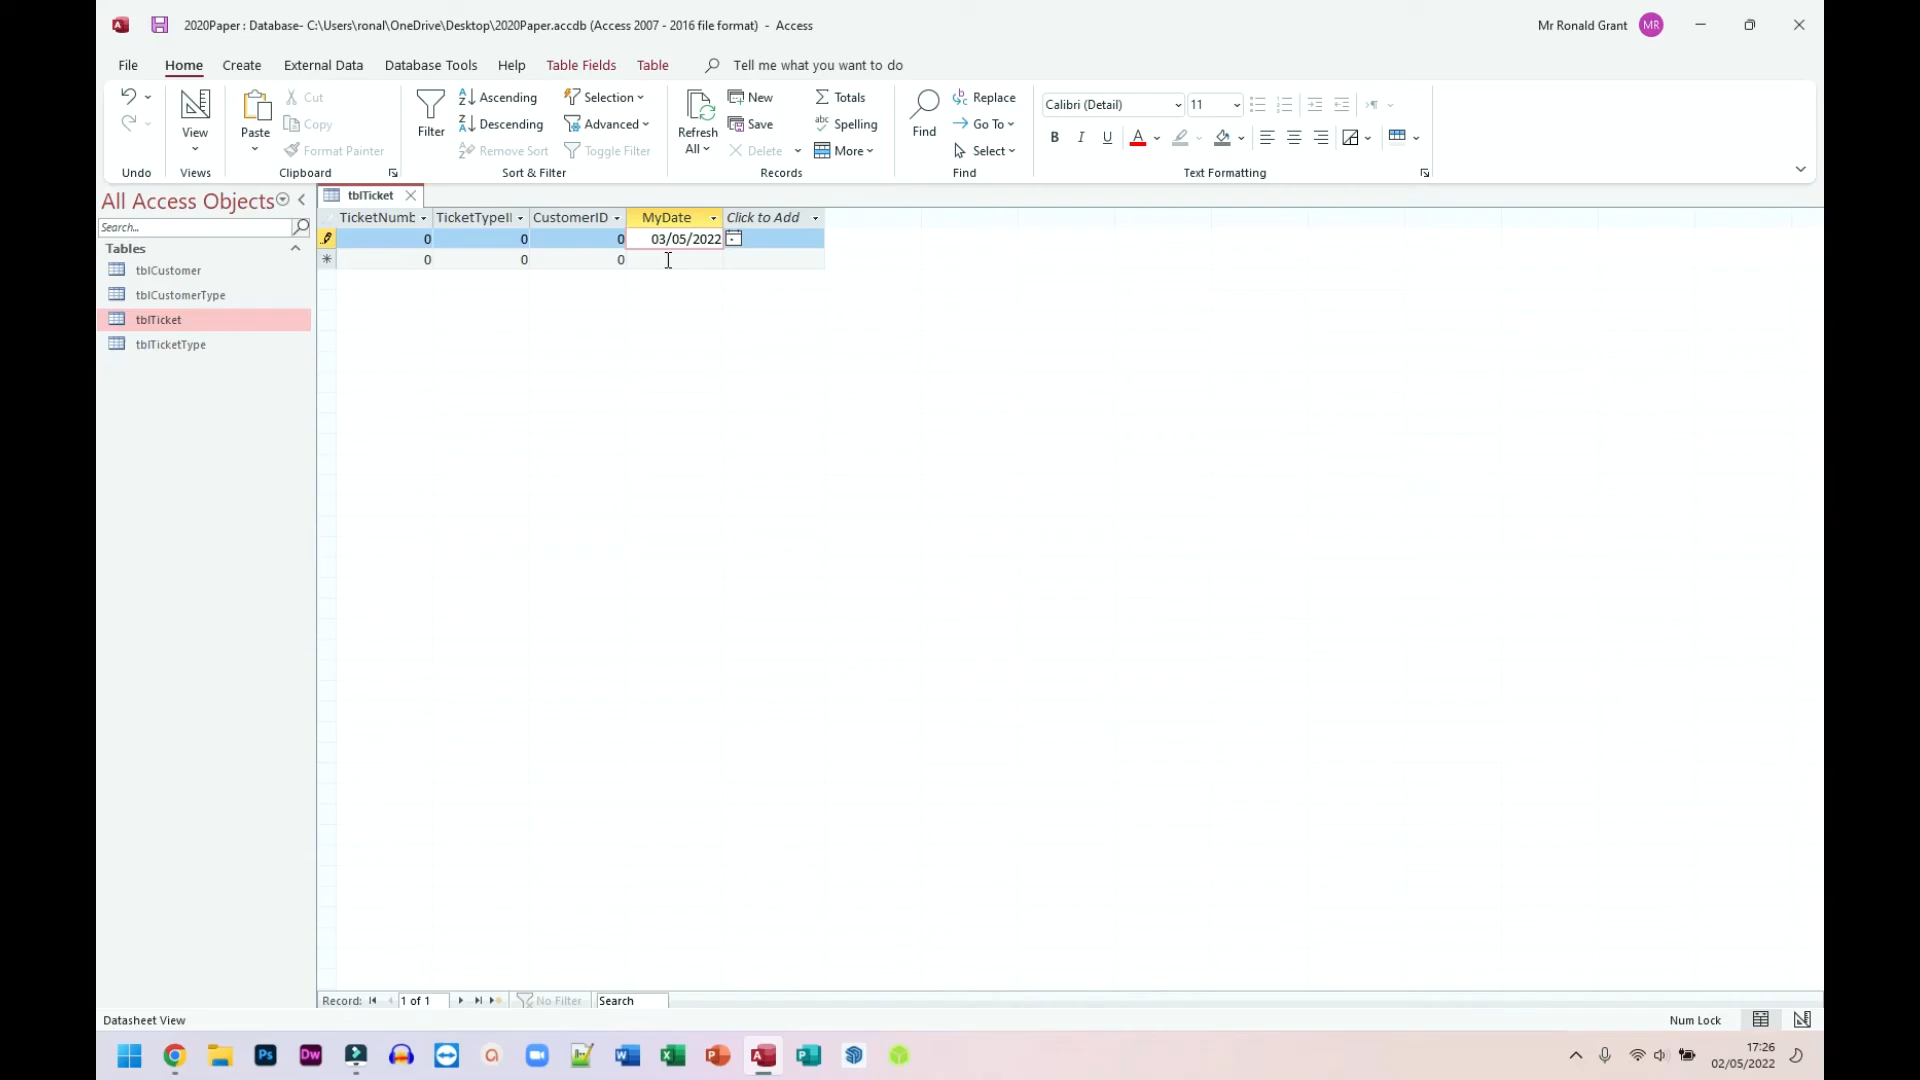 2020Paper : Database- C:\Users\ronal\OneDrive\Desktop\2020Paper.accdb (Access 2007 - 2016 file format) - Access
Mr Ronald Grant
MR
File Home Create External Data Database Tools Help Table Fields Table Tell me what you want to do
View
Paste
Cut
Copy
Format Painter
Filter
Ascending
Descending
Remove Sort
Selection
Advanced
Toggle Filter
Refresh
All
New
Save
Delete
Totals
Spelling
More
Find
Replace
Go To
Select
Calibri (Detail) 11
B I U A
Undo Views Clipboard Sort & Filter Records Find Text Formatting
All Access Objects
Search...
Tables
tblCustomer
tblCustomerType
tblTicket
tblTicketType
tblTicket
TicketNumb TicketTypeI CustomerID MyDate Click to Add
0 0 0 03/05/2022
0 0 0
Record: 1 of 1 No Filter Search
Datasheet View
Num Lock
17:26
02/05/2022